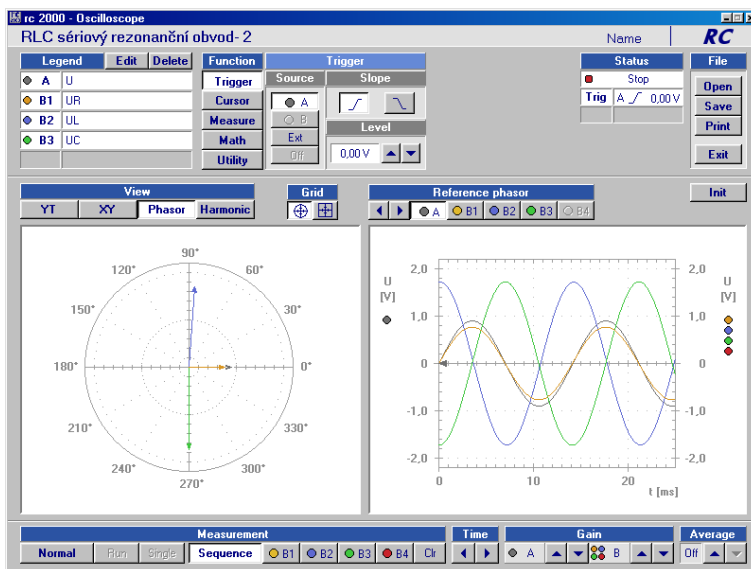 rc 2000 - Oscilloscope
RLC sériový rezonanční obvod- 2
Name
RC
Legend Edit Delete
A U
B1 UR
B2 UL
B3 UC
Function
Trigger
Cursor
Measure
Math
Utility
Trigger
Source Slope
A
B
Ext
Off
Level
0,00 V
Status
Stop
Trig A 0,00 V
File
Open
Save
Print
Exit
View
YT XY Phasor Harmonic
Grid
Reference phasor
A B1 B2 B3 B4
Init
90°
120° 60°
150° 30°
180° 0°
210° 330°
240° 300°
270°
U
[V]
2,0
1,0
0
-1,0
-2,0
U
[V]
2,0
1,0
0
-1,0
-2,0
0 10 20
t [ms]
Measurement
Normal Run Single Sequence B1 B2 B3 B4 Clr
Time
Gain
A B
Average
Off